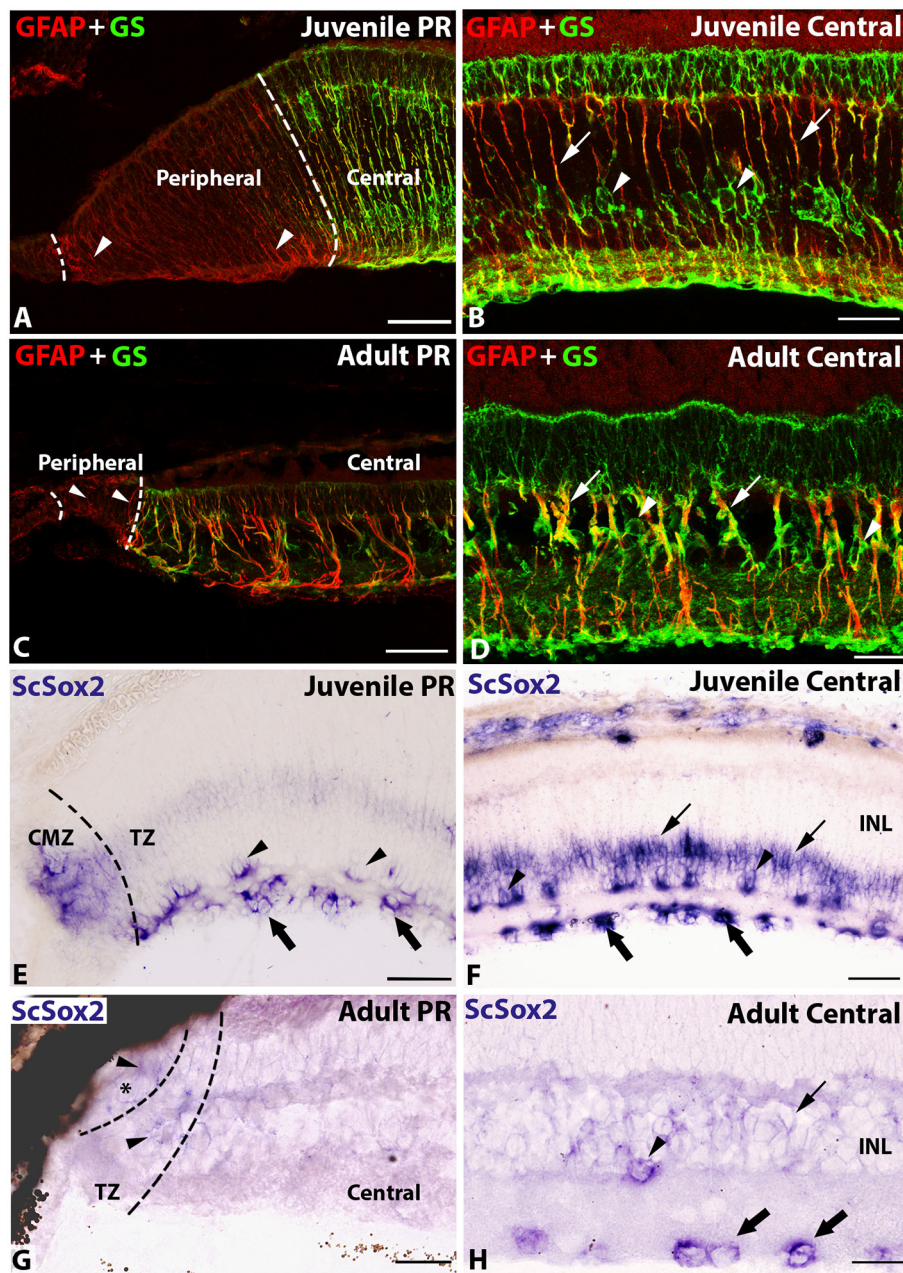 GFAP + GS Juvenile PR
Peripheral
Central
A
GFAP + GS Juvenile Central
B
GFAP + GS Adult PR
Peripheral
Central
C
GFAP + GS Adult Central
D
ScSox2 Juvenile PR
CMZ
TZ
E
ScSox2 Juvenile Central
INL
F
ScSox2 Adult PR
*
TZ
Central
G
ScSox2 Adult Central
INL
H